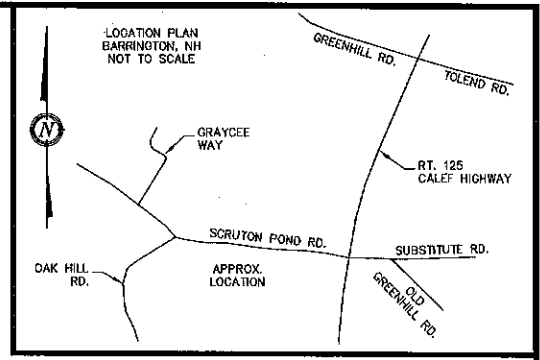 LOCATION PLAN
BARRINGTON, NH
NOT TO SCALE
GREENHILL RD.
TOLEND RD.
N
GRAYCEE
WAY
RT. 125
CALEF HIGHWAY
SCRUTON POND RD.
SUBSTITUTE RD.
OAK HILL
RD.
APPROX.
LOCATION
OLD
GREENHILL RD.